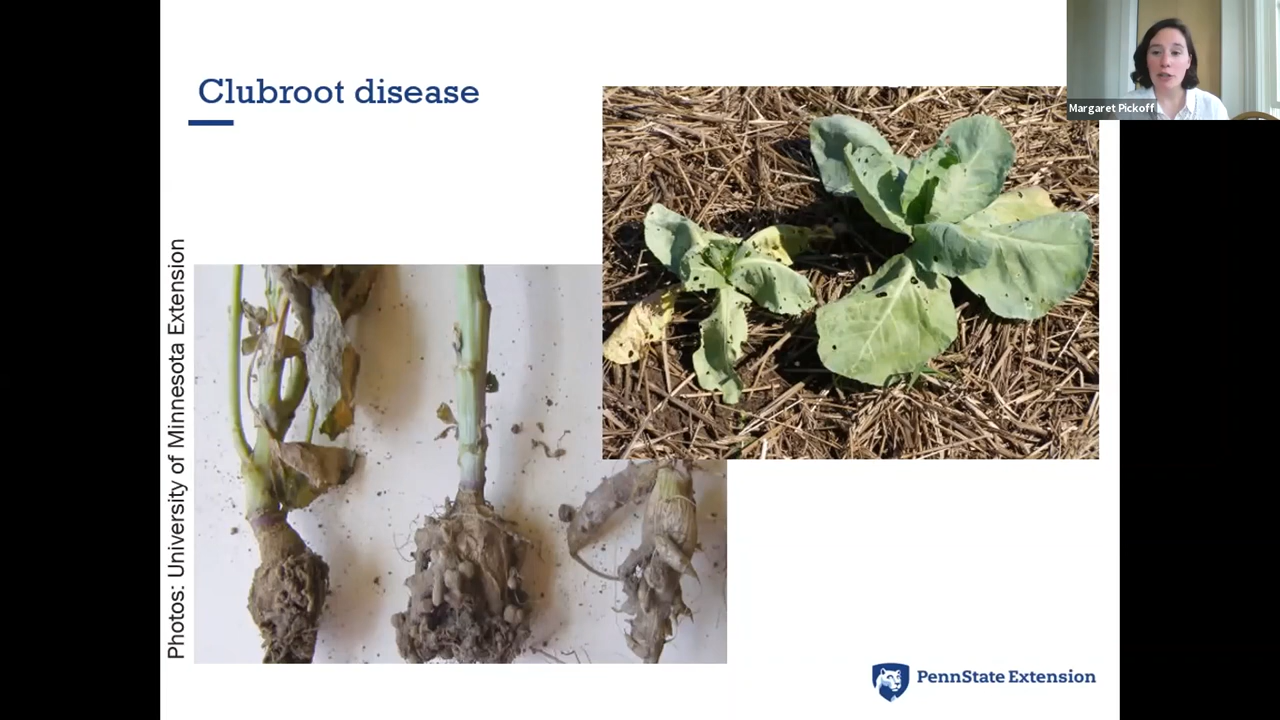 Clubroot disease
Margaret Pickoff
Photos: University of Minnesota Extension
PennState Extension